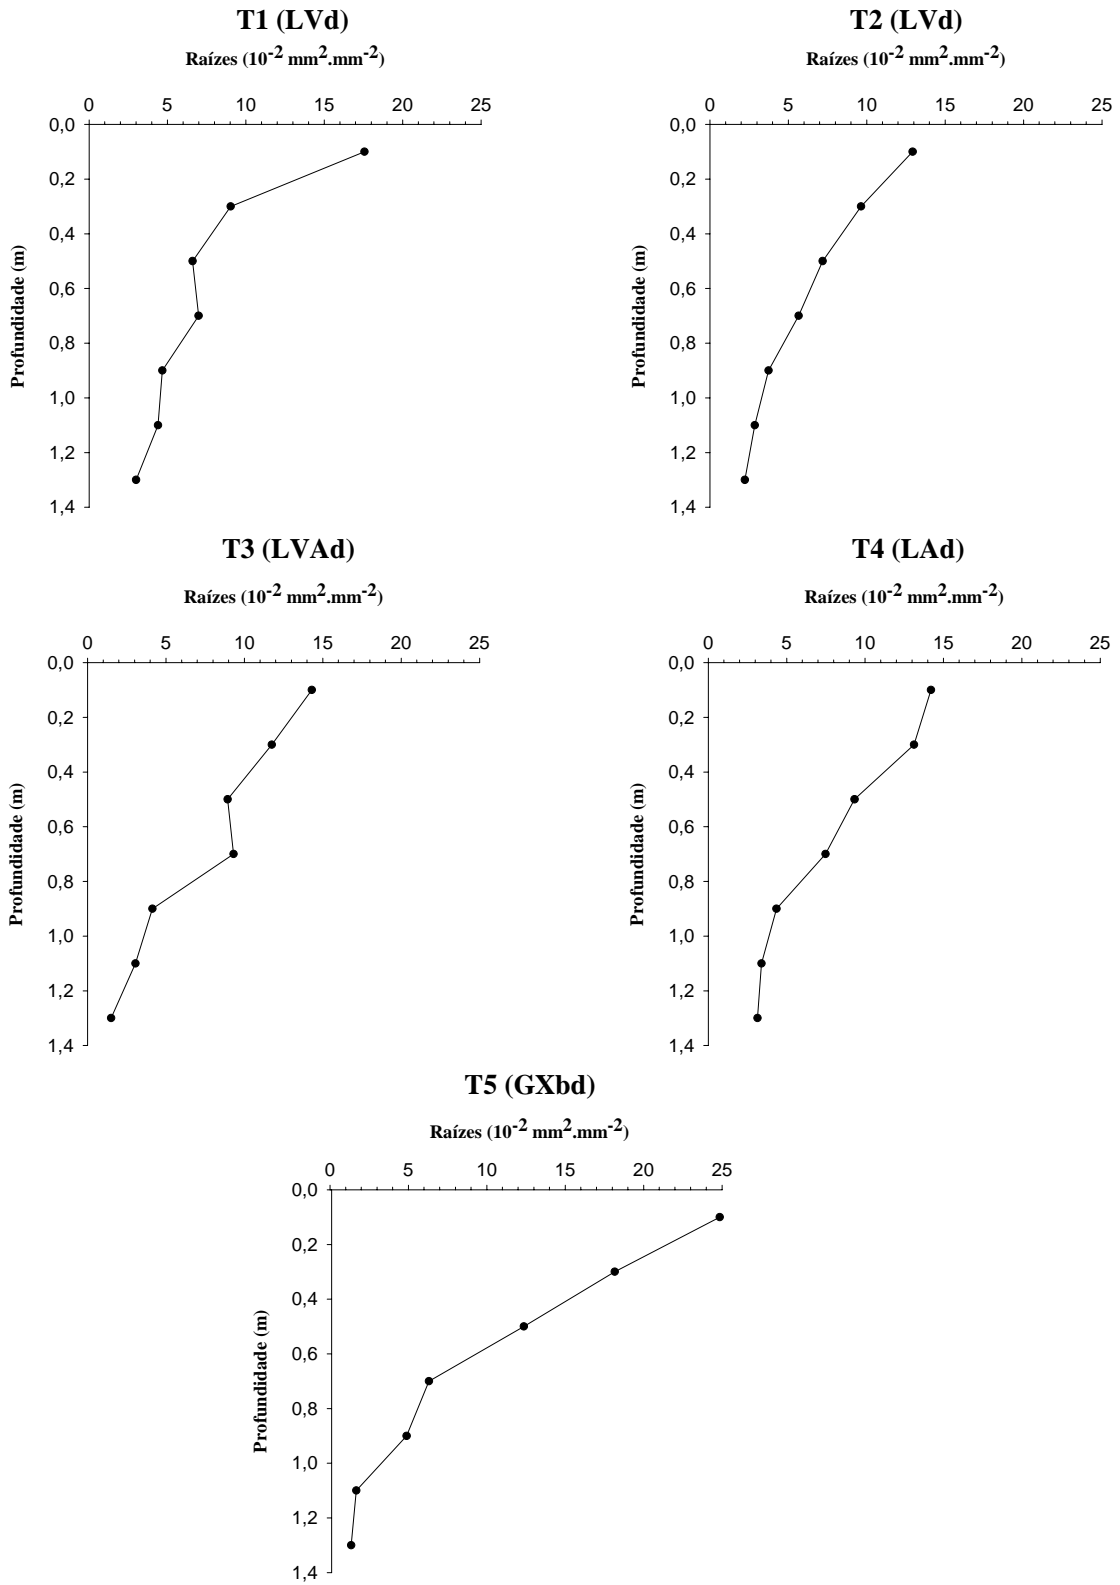 T1 (LVd)
Raízes (10-2 mm2.mm-2)
0 5 10 15 20 25
0,0
0,2
0,4
0,6
0,8
1,0
1,2
1,4
Profundidade (m)
T2 (LVd)
Raízes (10-2 mm2.mm-2)
0 5 10 15 20 25
0,0
0,2
0,4
0,6
0,8
1,0
1,2
1,4
Profundidade (m)
T3 (LVAd)
Raízes (10-2 mm2.mm-2)
0 5 10 15 20 25
0,0
0,2
0,4
0,6
0,8
1,0
1,2
1,4
Profundidade (m)
T4 (LAd)
Raízes (10-2 mm2.mm-2)
0 5 10 15 20 25
0,0
0,2
0,4
0,6
0,8
1,0
1,2
1,4
Profundidade (m)
T5 (GXbd)
Raízes (10-2 mm2.mm-2)
0 5 10 15 20 25
0,0
0,2
0,4
0,6
0,8
1,0
1,2
1,4
Profundidade (m)